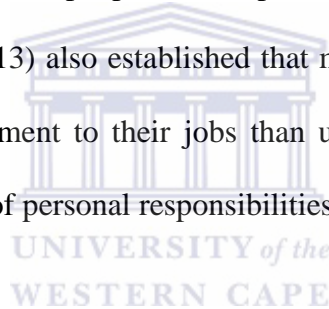 13) also established that
ment to their jobs than
of personal responsibilities
UNIVERSITY of the
WESTERN CAPE